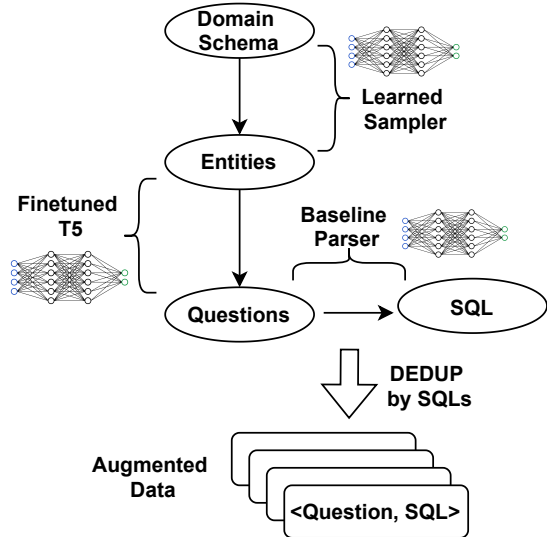 Domain
Schema
Learned
Sampler
Entities
Finetuned
T5
Baseline
Parser
Questions
SQL
DEDUP
by SQLs
Augmented
Data
<Question, SQL>